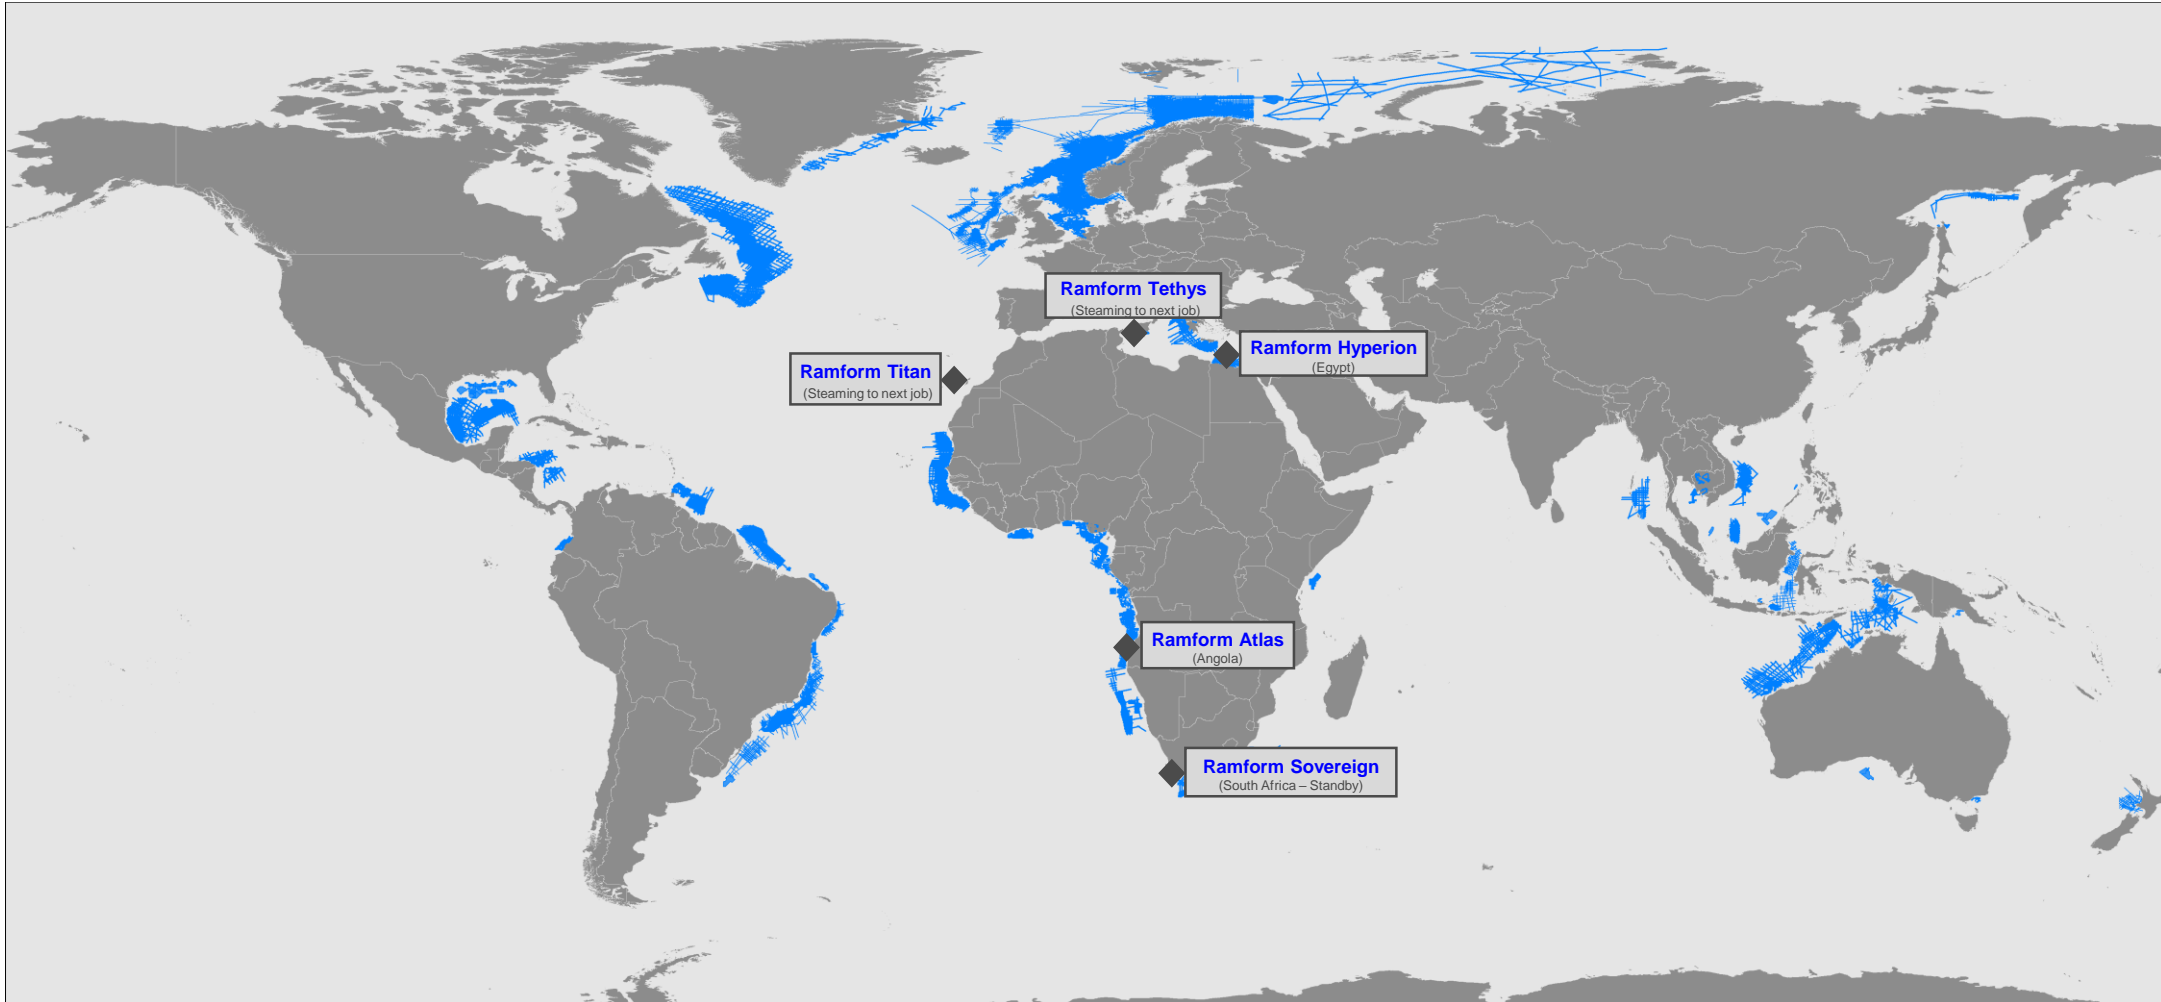 Ramform Tethys
(Steaming to next job)
Ramform Hyperion
(Egypt)
Ramform Titan
(Steaming to next job)
Ramform Atlas
(Angola)
Ramform Sovereign
(South Africa – Standby)